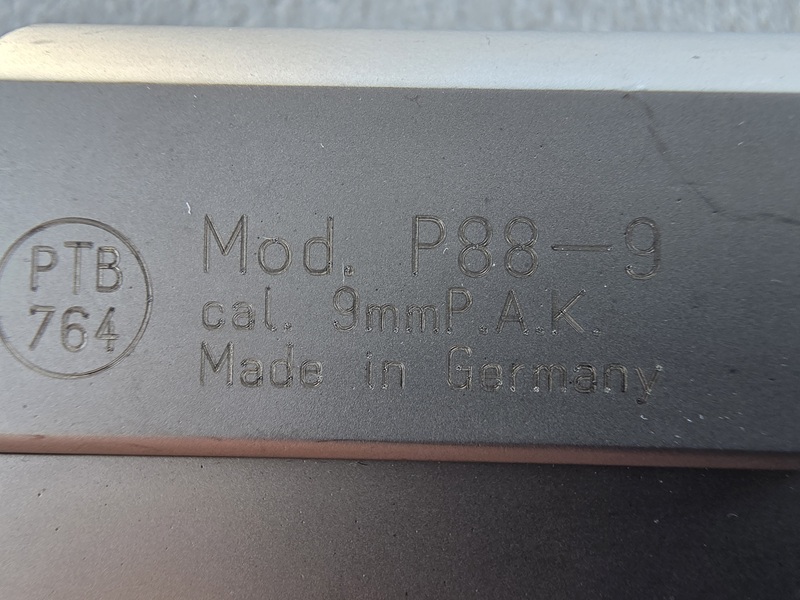 PTB
764
Mod. P88-9
cal. 9mmP.A.K.
Made in Germany